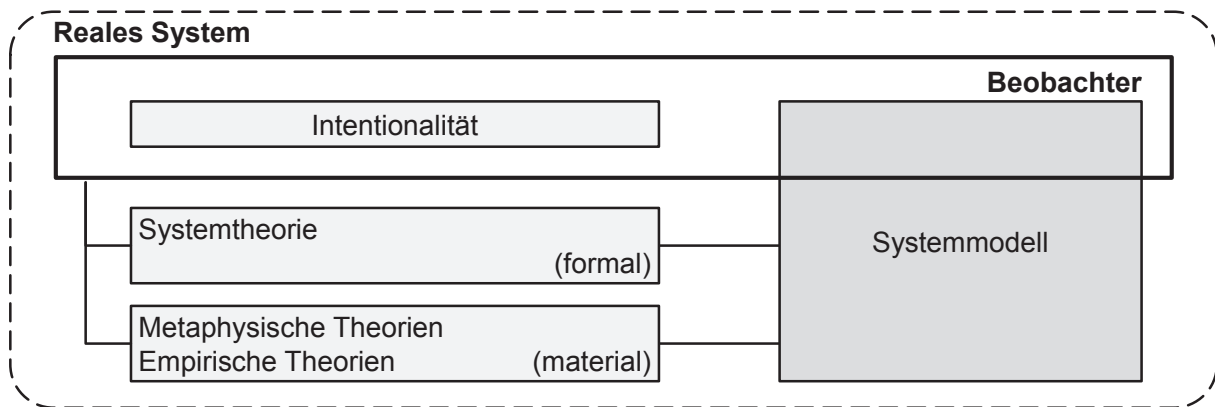 Reales System
Beobachter
Intentionalität
Systemtheorie
(formal)
Systemmodell
Metaphysische Theorien
Empirische Theorien (material)